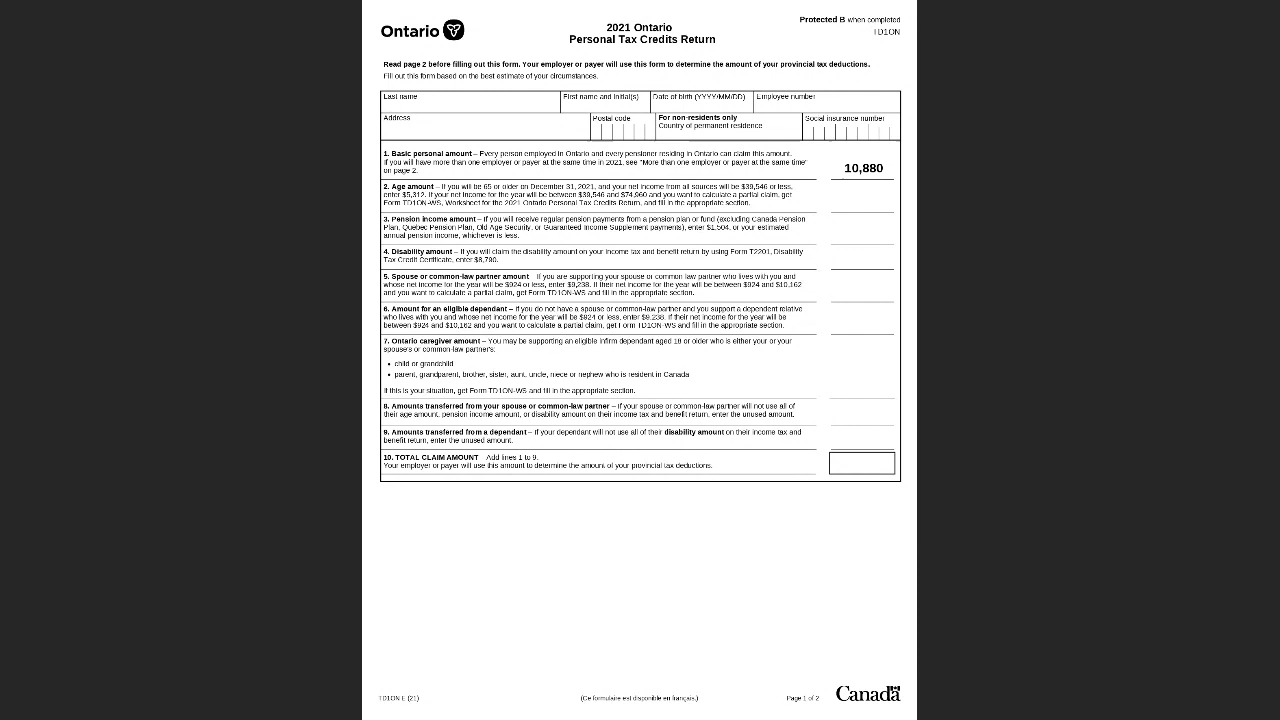 Ontario
2021 Ontario
Personal Tax Credits Return
Protected B when completed
TD1ON
Read page 2 before filling out this form. Your employer or payer will use this form to determine the amount of your provincial tax deductions.
Fill out this form based on the best estimate of your circumstances.
Last name
First name and initial(s)
Date of birth (YYYY/MM/DD)
Employee number
Address
Postal code
For non-residents only
Country of permanent residence
Social insurance number
1. Basic personal amount – Every person employed in Ontario and every pensioner residing in Ontario can claim this amount.
If you will have more than one employer or payer at the same time in 2021, see "More than one employer or payer at the same time"
on page 2.
10,880
2. Age amount – If you will be 65 or older on December 31, 2021, and your net income from all sources will be $39,546 or less,
enter $5,312. If your net income for the year will be between $39,546 and $74,960 and you want to calculate a partial claim, get
Form TD1ON-WS, Worksheet for the 2021 Ontario Personal Tax Credits Return, and fill in the appropriate section.
3. Pension income amount – If you will receive regular pension payments from a pension plan or fund (excluding Canada Pension
Plan, Quebec Pension Plan, Old Age Security, or Guaranteed Income Supplement payments), enter $1,504, or your estimated
annual pension income, whichever is less.
4. Disability amount – If you will claim the disability amount on your income tax and benefit return by using Form T2201, Disability
Tax Credit Certificate, enter $8,790.
5. Spouse or common-law partner amount If you are supporting your spouse or common law partner who lives with you and
whose net income for the year will be $924 or less, enter $9,238. If their net income for the year will be between $924 and $10,162
and you want to calculate a partial claim, get Form TD1ON-WS and fill in the appropriate section.
6. Amount for an eligible dependant – If you do not have a spouse or common-law partner and you support a dependent relative
who lives with you and whose net income for the year will be $924 or less, enter $9,238. If their net income for the year will be
between $924 and $10,162 and you want to calculate a partial claim, get Form TD1ON-WS and fill in the appropriate section.
7. Ontario caregiver amount – You may be supporting an eligible infirm dependant aged 18 or older who is either your or your
spouse's or common-law partner's:
• child or grandchild
• parent, grandparent, brother, sister, aunt, uncle, niece or nephew who is resident in Canada
If this is your situation, get Form TD1ON-WS and fill in the appropriate section.
8. Amounts transferred from your spouse or common-law partner – If your spouse or common-law partner will not use all of
their age amount, pension income amount, or disability amount on their income tax and benefit return, enter the unused amount.
9. Amounts transferred from a dependant – If your dependant will not use all of their disability amount on their income tax and
benefit return, enter the unused amount.
10. TOTAL CLAIM AMOUNT Add lines 1 to 9.
Your employer or payer will use this amount to determine the amount of your provincial tax deductions.
TD1ON E (21)
(Ce formulaire est disponible en français.)
Page 1 of 2
Canada